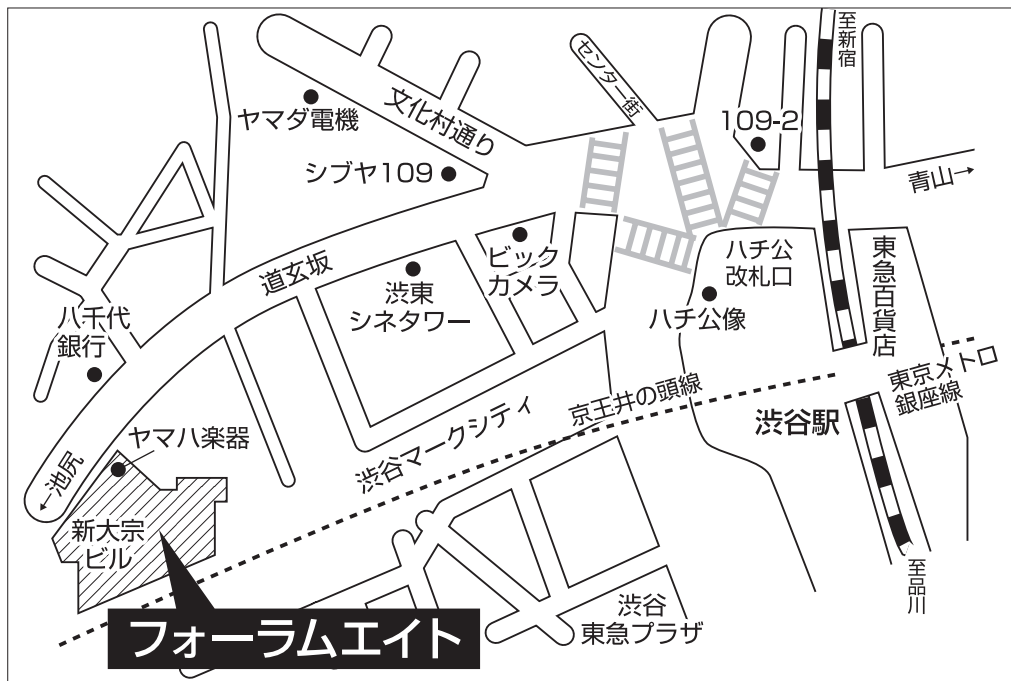 至新宿
センター街
文化村通り
ヤマダ電機
109-2
シブヤ109
青山→
ハチ公
改札口
東急百貨店
ビック
カメラ
道玄坂
渋東
シネタワー
ハチ公像
八千代
銀行
東京メトロ
銀座線
京王井の頭線
渋谷駅
渋谷マークシティ
ヤマハ楽器
←池尻
新大宗
ビル
至品川
渋谷
東急プラザ
フォーラムエイト